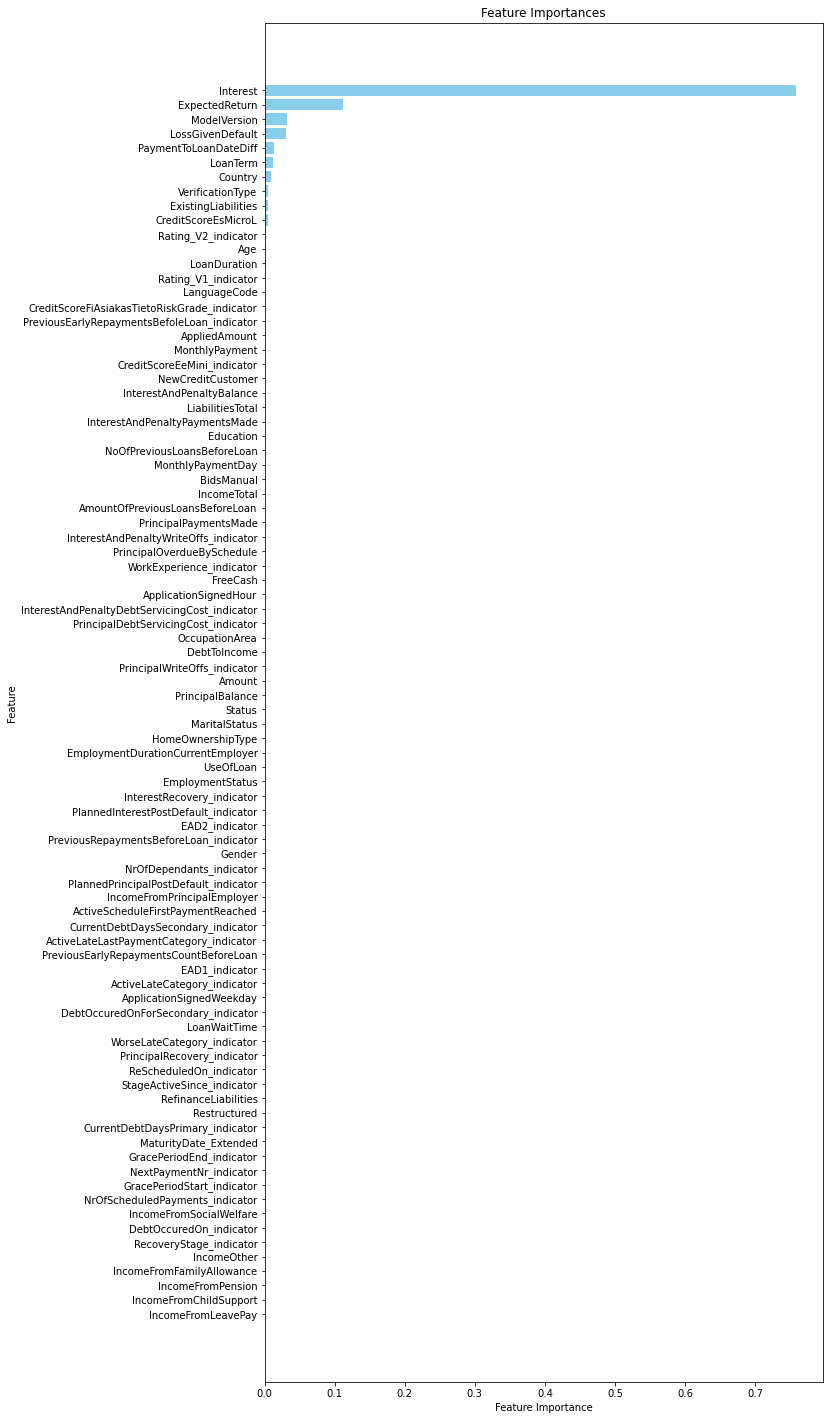 Feature Importances
Interest
ExpectedReturn
ModelVersion
LossGivenDefault
PaymentToLoanDateDiff
LoanTerm
Country
VerificationType
ExistingLiabilities
CreditScoreEsMicroL
Rating_V2_indicator
Age
LoanDuration
Rating_V1_indicator
LanguageCode
CreditScoreFiAsiakasTietoRiskGrade_indicator
PreviousEarlyRepaymentsBefoleLoan_indicator
AppliedAmount
MonthlyPayment
CreditScoreEeMini_indicator
NewCreditCustomer
InterestAndPenaltyBalance
LiabilitiesTotal
InterestAndPenaltyPaymentsMade
Education
NoOfPreviousLoansBeforeLoan
MonthlyPaymentDay
BidsManual
IncomeTotal
AmountOfPreviousLoansBeforeLoan
PrincipalPaymentsMade
InterestAndPenaltyWriteOffs_indicator
PrincipalOverdueBySchedule
WorkExperience_indicator
FreeCash
ApplicationSignedHour
InterestAndPenaltyDebtServicingCost_indicator
PrincipalDebtServicingCost_indicator
OccupationArea
DebtToIncome
PrincipalWriteOffs_indicator
Amount
PrincipalBalance
Status
MaritalStatus
HomeOwnershipType
EmploymentDurationCurrentEmployer
UseOfLoan
EmploymentStatus
InterestRecovery_indicator
PlannedInterestPostDefault_indicator
EAD2_indicator
PreviousRepaymentsBeforeLoan_indicator
Gender
NrOfDependants_indicator
PlannedPrincipalPostDefault_indicator
IncomeFromPrincipalEmployer
ActiveScheduleFirstPaymentReached
CurrentDebtDaysSecondary_indicator
ActiveLateLastPaymentCategory_indicator
PreviousEarlyRepaymentsCountBeforeLoan
EAD1_indicator
ActiveLateCategory_indicator
ApplicationSignedWeekday
DebtOccuredOnForSecondary_indicator
LoanWaitTime
WorseLateCategory_indicator
PrincipalRecovery_indicator
ReScheduledOn_indicator
StageActiveSince_indicator
RefinanceLiabilities
Restructured
CurrentDebtDaysPrimary_indicator
MaturityDate_Extended
GracePeriodEnd_indicator
NextPaymentNr_indicator
GracePeriodStart_indicator
NrOfScheduledPayments_indicator
IncomeFromSocialWelfare
DebtOccuredOn_indicator
RecoveryStage_indicator
IncomeOther
IncomeFromFamilyAllowance
IncomeFromPension
IncomeFromChildSupport
IncomeFromLeavePay
Feature
0.0 0.1 0.2 0.3 0.4 0.5 0.6 0.7
Feature Importance